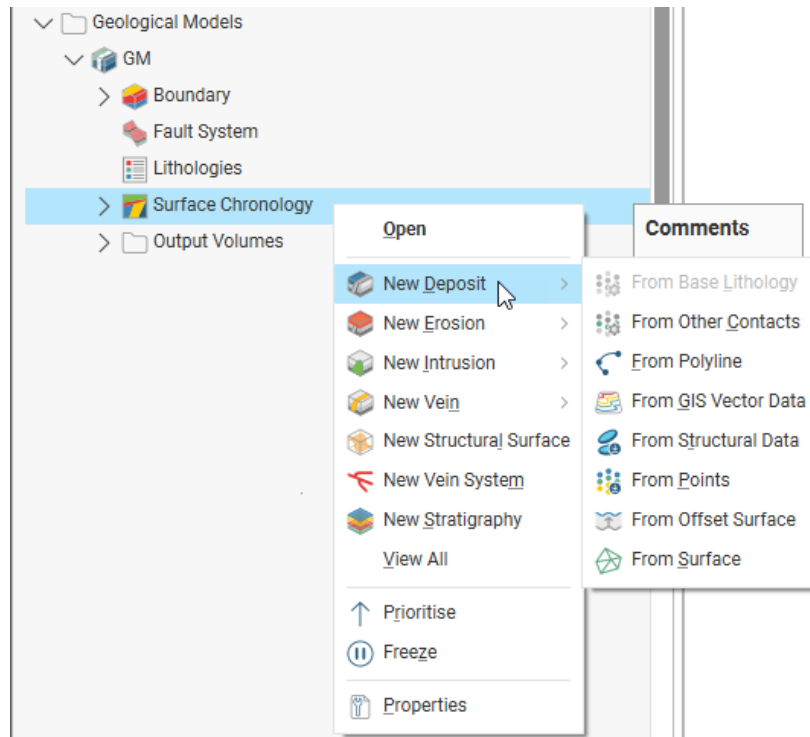 Geological Models
GM
Boundary
Fault System
Lithologies
Surface Chronology
Output Volumes
Open
New Deposit
New Erosion
New Intrusion
New Vein
New Structural Surface
New Vein System
New Stratigraphy
View All
Prioritise
Freeze
Properties
Comments
From Base Lithology
From Other Contacts
From Polyline
From GIS Vector Data
From Structural Data
From Points
From Offset Surface
From Surface